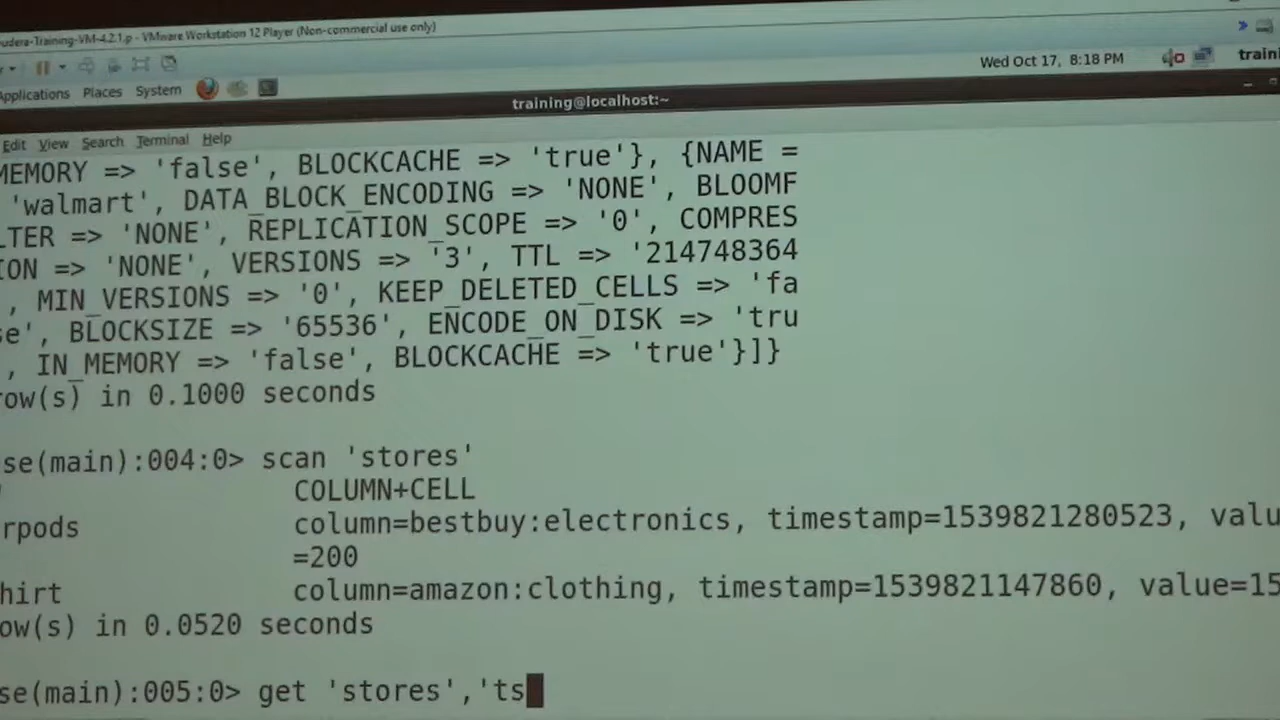 oudera-Training-VM-4.2.1.p - VMware Workstation 12 Player (Non-commercial use only)
Wed Oct 17, 8:18 PM traini
Applications Places System
training@localhost:~
Edit View Search Terminal Help
MEMORY => 'false', BLOCKCACHE => 'true'}, {NAME =
'walmart', DATA_BLOCK_ENCODING => 'NONE', BLOOMF
LTER => 'NONE', REPLICATION_SCOPE => '0', COMPRES
ION => 'NONE', VERSIONS => '3', TTL => '214748364
, MIN_VERSIONS => '0', KEEP_DELETED_CELLS => 'fa
se', BLOCKSIZE => '65536', ENCODE_ON_DISK => 'tru
, IN_MEMORY => 'false', BLOCKCACHE => 'true'}]}
row(s) in 0.1000 seconds
se(main):004:0> scan 'stores'
COLUMN+CELL
rpods column=bestbuy:electronics, timestamp=1539821280523, valu
=200
hirt column=amazon:clothing, timestamp=1539821147860, value=15
ow(s) in 0.0520 seconds
se(main):005:0> get 'stores','ts